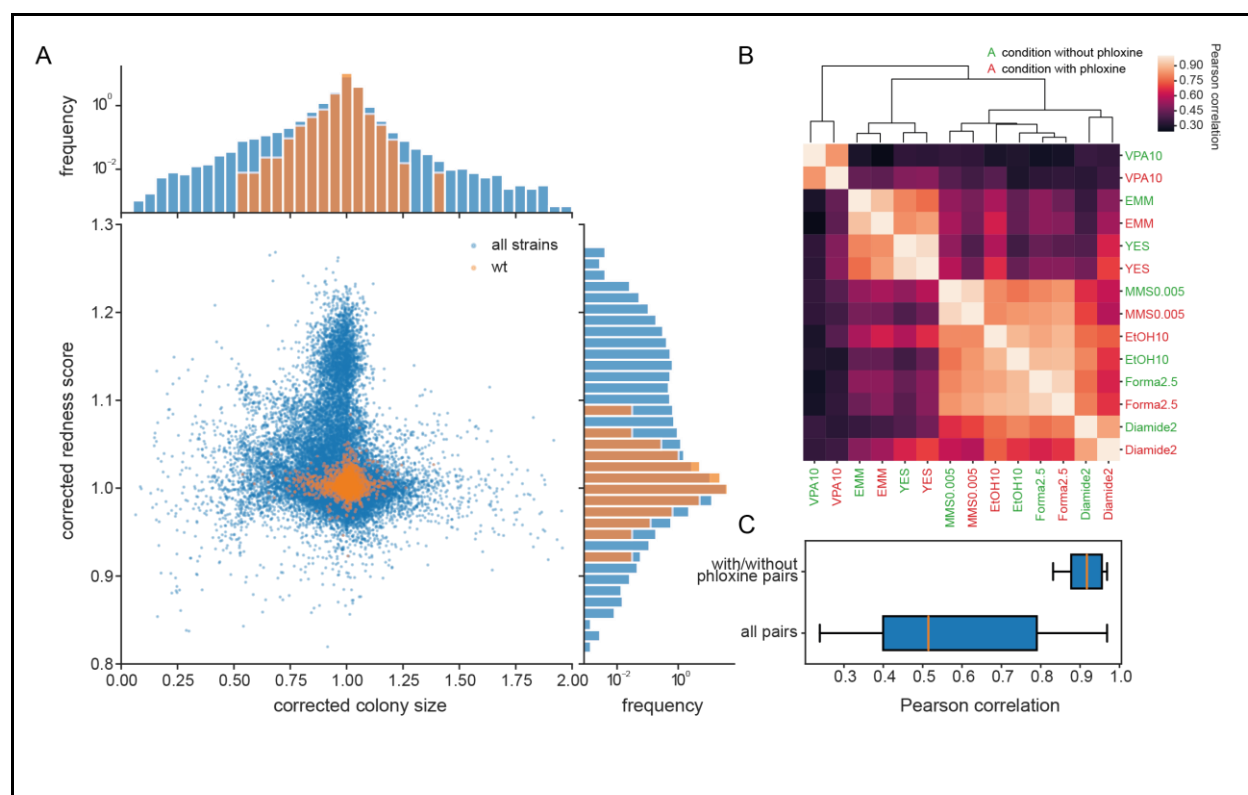 A
frequency
10⁰
10⁻²
1.3
1.2
1.1
1.0
0.9
0.8
corrected redness score
all strains
wt
0.00
0.25
0.50
0.75
1.00
1.25
1.50
1.75
2.00
corrected colony size
10⁻²
10⁰
frequency
B
A condition without phloxine
A condition with phloxine
0.90
0.75
0.60
0.45
0.30
Pearson correlation
VPA10
VPA10
EMM
EMM
YES
YES
MMS0.005
MMS0.005
EtOH10
EtOH10
Forma2.5
Forma2.5
Diamide2
Diamide2
VPA10
VPA10
EMM
EMM
YES
YES
MMS0.005
MMS0.005
EtOH10
EtOH10
Forma2.5
Forma2.5
Diamide2
Diamide2
C
with/without
phloxine pairs
all pairs
0.3
0.4
0.5
0.6
0.7
0.8
0.9
1.0
Pearson correlation